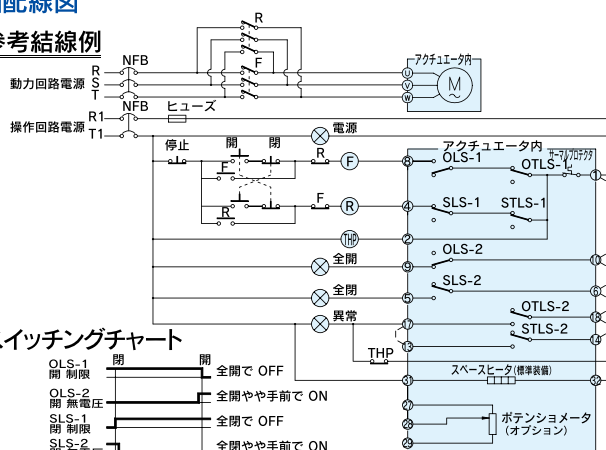 配線図
参考結線例
R
NFB
アクチュエータ内
動力回路電源
R
S
T
F
U
V
W
M
NFB
ヒューズ
操作回路電源
R1
T1
電源
停止
開
閉
R
F
アクチュエータ内
サーマルプロテクタ
8
OLS-1
OTLS-1
1
F
F
R
4
SLS-1
STLS-1
R
THP
2
全開
9
OLS-2
10
全閉
5
SLS-2
6
異常
17
OTLS-2
18
STLS-2
13
14
THP
スイッチングチャート
31
スペースヒータ(標準装備)
32
閉
開
OLS-1
開 制限
全開で OFF
OLS-2
開 無電圧
全開やや手前で ON
27
28
29
ポテンショメータ
(オプション)
SLS-1
閉 制限
全閉で OFF
SLS-2
全閉やや手前で ON